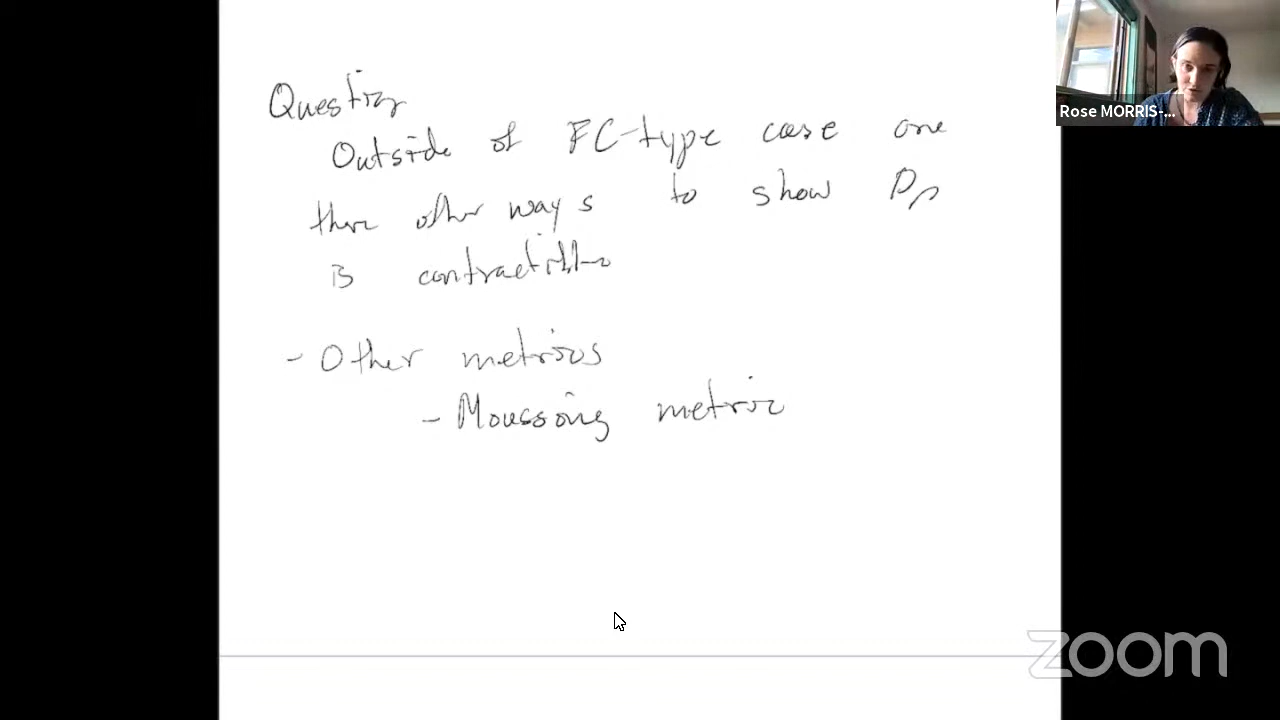 Question
Outside of FC-type case are
there other ways to show D_Γ
is contractible
- Other metrics
- Moussong metric
Rose MORRIS-...
zoom